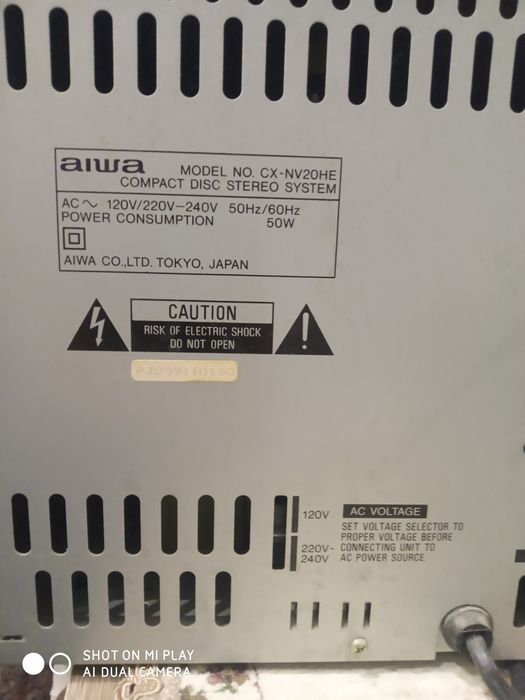 aiwa MODEL NO. CX-NV20HE
COMPACT DISC STEREO SYSTEM
AC ~ 120V/220V-240V 50Hz/60Hz
POWER CONSUMPTION 50W
AIWA CO.,LTD. TOKYO, JAPAN
CAUTION
RISK OF ELECTRIC SHOCK
DO NOT OPEN
120V
220V-
240V
AC VOLTAGE
SET VOLTAGE SELECTOR TO
PROPER VOLTAGE BEFORE
CONNECTING UNIT TO
AC POWER SOURCE.
SHOT ON MI PLAY
AI DUAL CAMERA